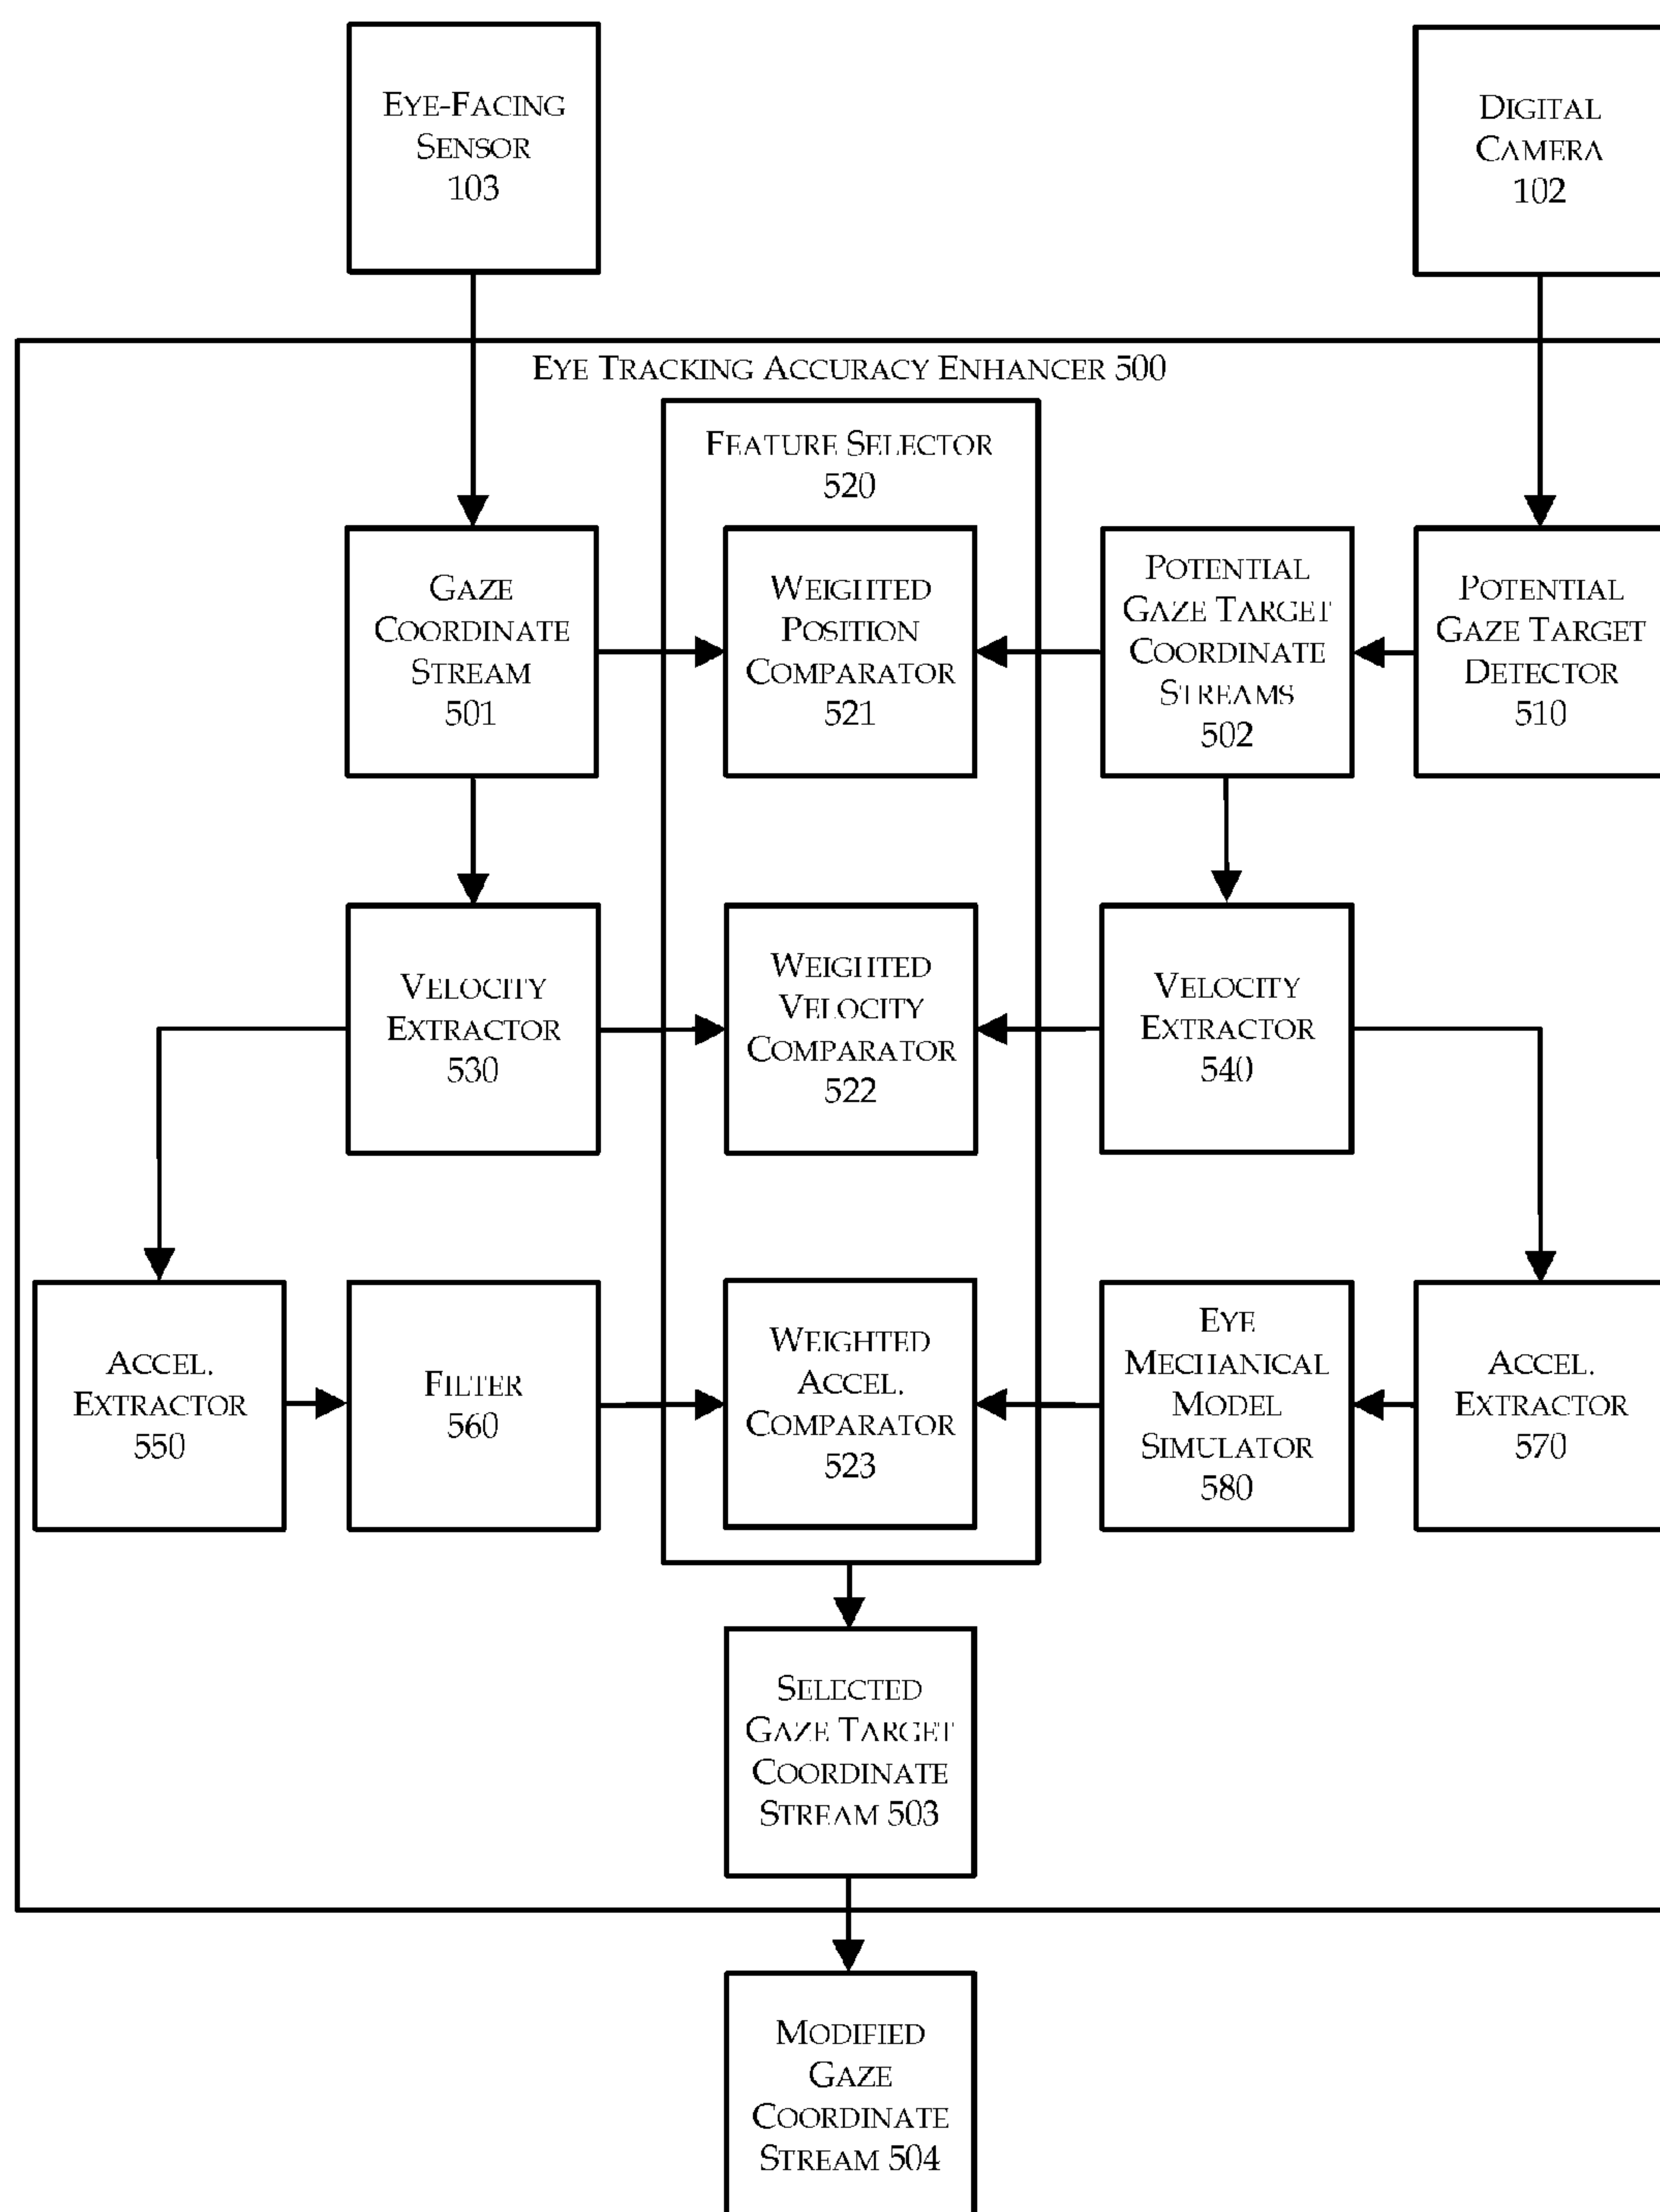 EYE-FACING
SENSOR
103
DIGITAL
CAMERA
102
EYE TRACKING ACCURACY ENHANCER 500
FEATURE SELECTOR
520
GAZE
COORDINATE
STREAM
501
WEIGHTED
POSITION
COMPARATOR
521
POTENTIAL
GAZE TARGET
COORDINATE
STREAMS
502
POTENTIAL
GAZE TARGET
DETECTOR
510
VELOCITY
EXTRACTOR
530
WEIGHTED
VELOCITY
COMPARATOR
522
VELOCITY
EXTRACTOR
540
ACCEL.
EXTRACTOR
550
FILTER
560
WEIGHTED
ACCEL.
COMPARATOR
523
EYE
MECHANICAL
MODEL
SIMULATOR
580
ACCEL.
EXTRACTOR
570
SELECTED
GAZE TARGET
COORDINATE
STREAM 503
MODIFIED
GAZE
COORDINATE
STREAM 504